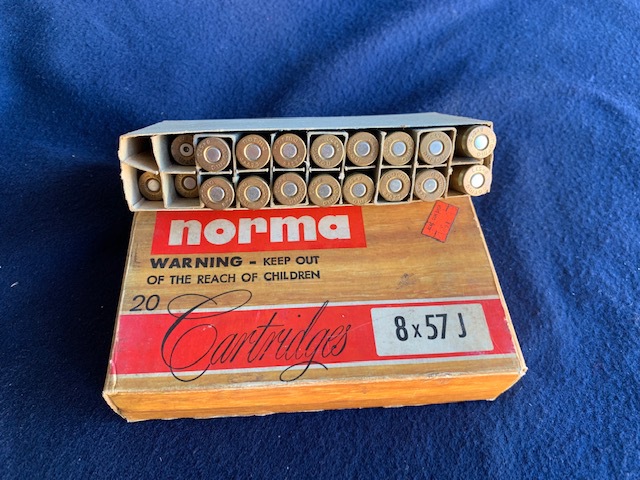 norma
WARNING - KEEP OUT
OF THE REACH OF CHILDREN
20
Cartridges
8 x 57 J